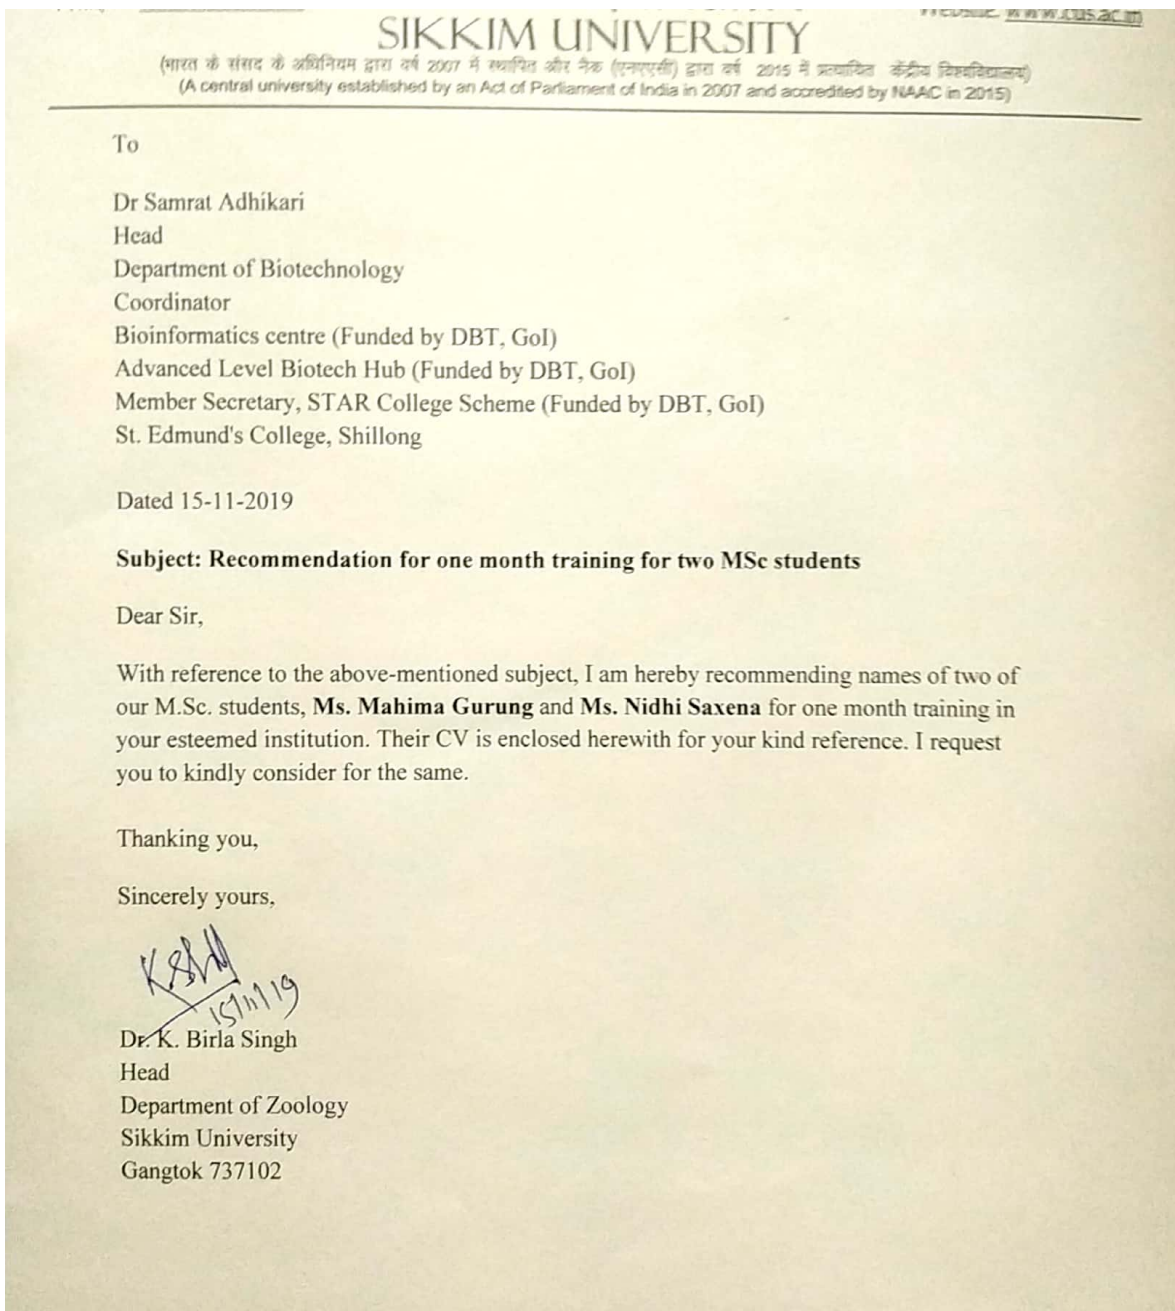 Website: www.cus.ac.in
SIKKIM UNIVERSITY
(भारत के संसद के अधिनियम द्वारा वर्ष 2007 में स्थापित और नैक (एनएएसी) द्वारा वर्ष 2015 में प्रत्यायित केंद्रीय विश्वविद्यालय)
(A central university established by an Act of Parliament of India in 2007 and accredited by NAAC in 2015)
To
Dr Samrat Adhikari
Head
Department of Biotechnology
Coordinator
Bioinformatics centre (Funded by DBT, GoI)
Advanced Level Biotech Hub (Funded by DBT, GoI)
Member Secretary, STAR College Scheme (Funded by DBT, GoI)
St. Edmund's College, Shillong
Dated 15-11-2019
Subject: Recommendation for one month training for two MSc students
Dear Sir,
With reference to the above-mentioned subject, I am hereby recommending names of two of
our M.Sc. students, Ms. Mahima Gurung and Ms. Nidhi Saxena for one month training in
your esteemed institution. Their CV is enclosed herewith for your kind reference. I request
you to kindly consider for the same.
Thanking you,
Sincerely yours,
15/11/19
Dr. K. Birla Singh
Head
Department of Zoology
Sikkim University
Gangtok 737102